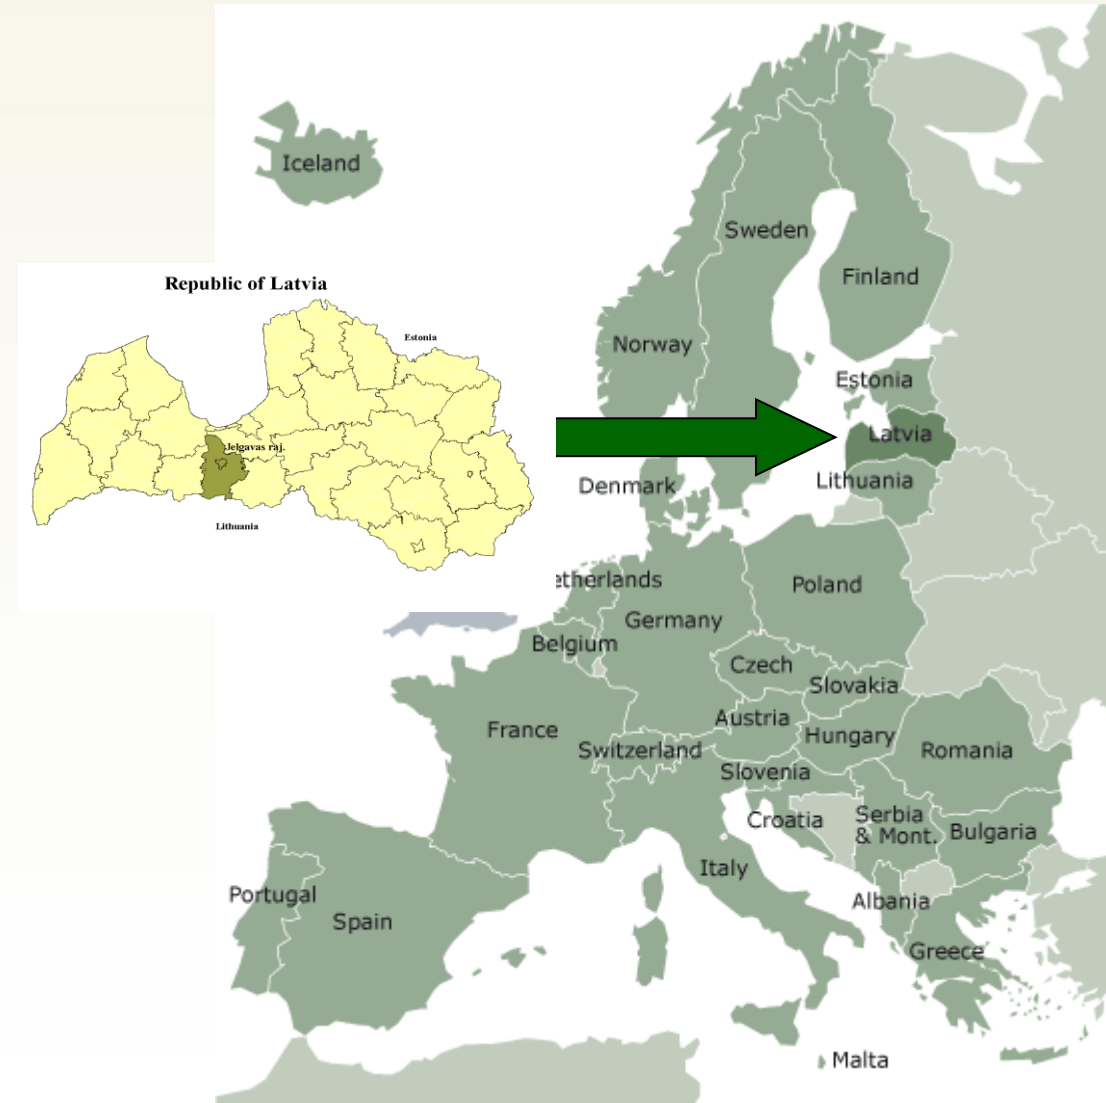 Iceland
Sweden
Finland
Republic of Latvia
Estonia
Norway
Estonia
Latvia
Jelgavas raj.
Lithuania
Denmark
Lithuania
etherlands
Poland
Germany
Belgium
Czech
Slovakia
Austria
France
Hungary
Switzerland
Romania
Slovenia
Serbia
& Mont.
Croatia
Bulgaria
Italy
Portugal
Albania
Spain
Greece
Malta